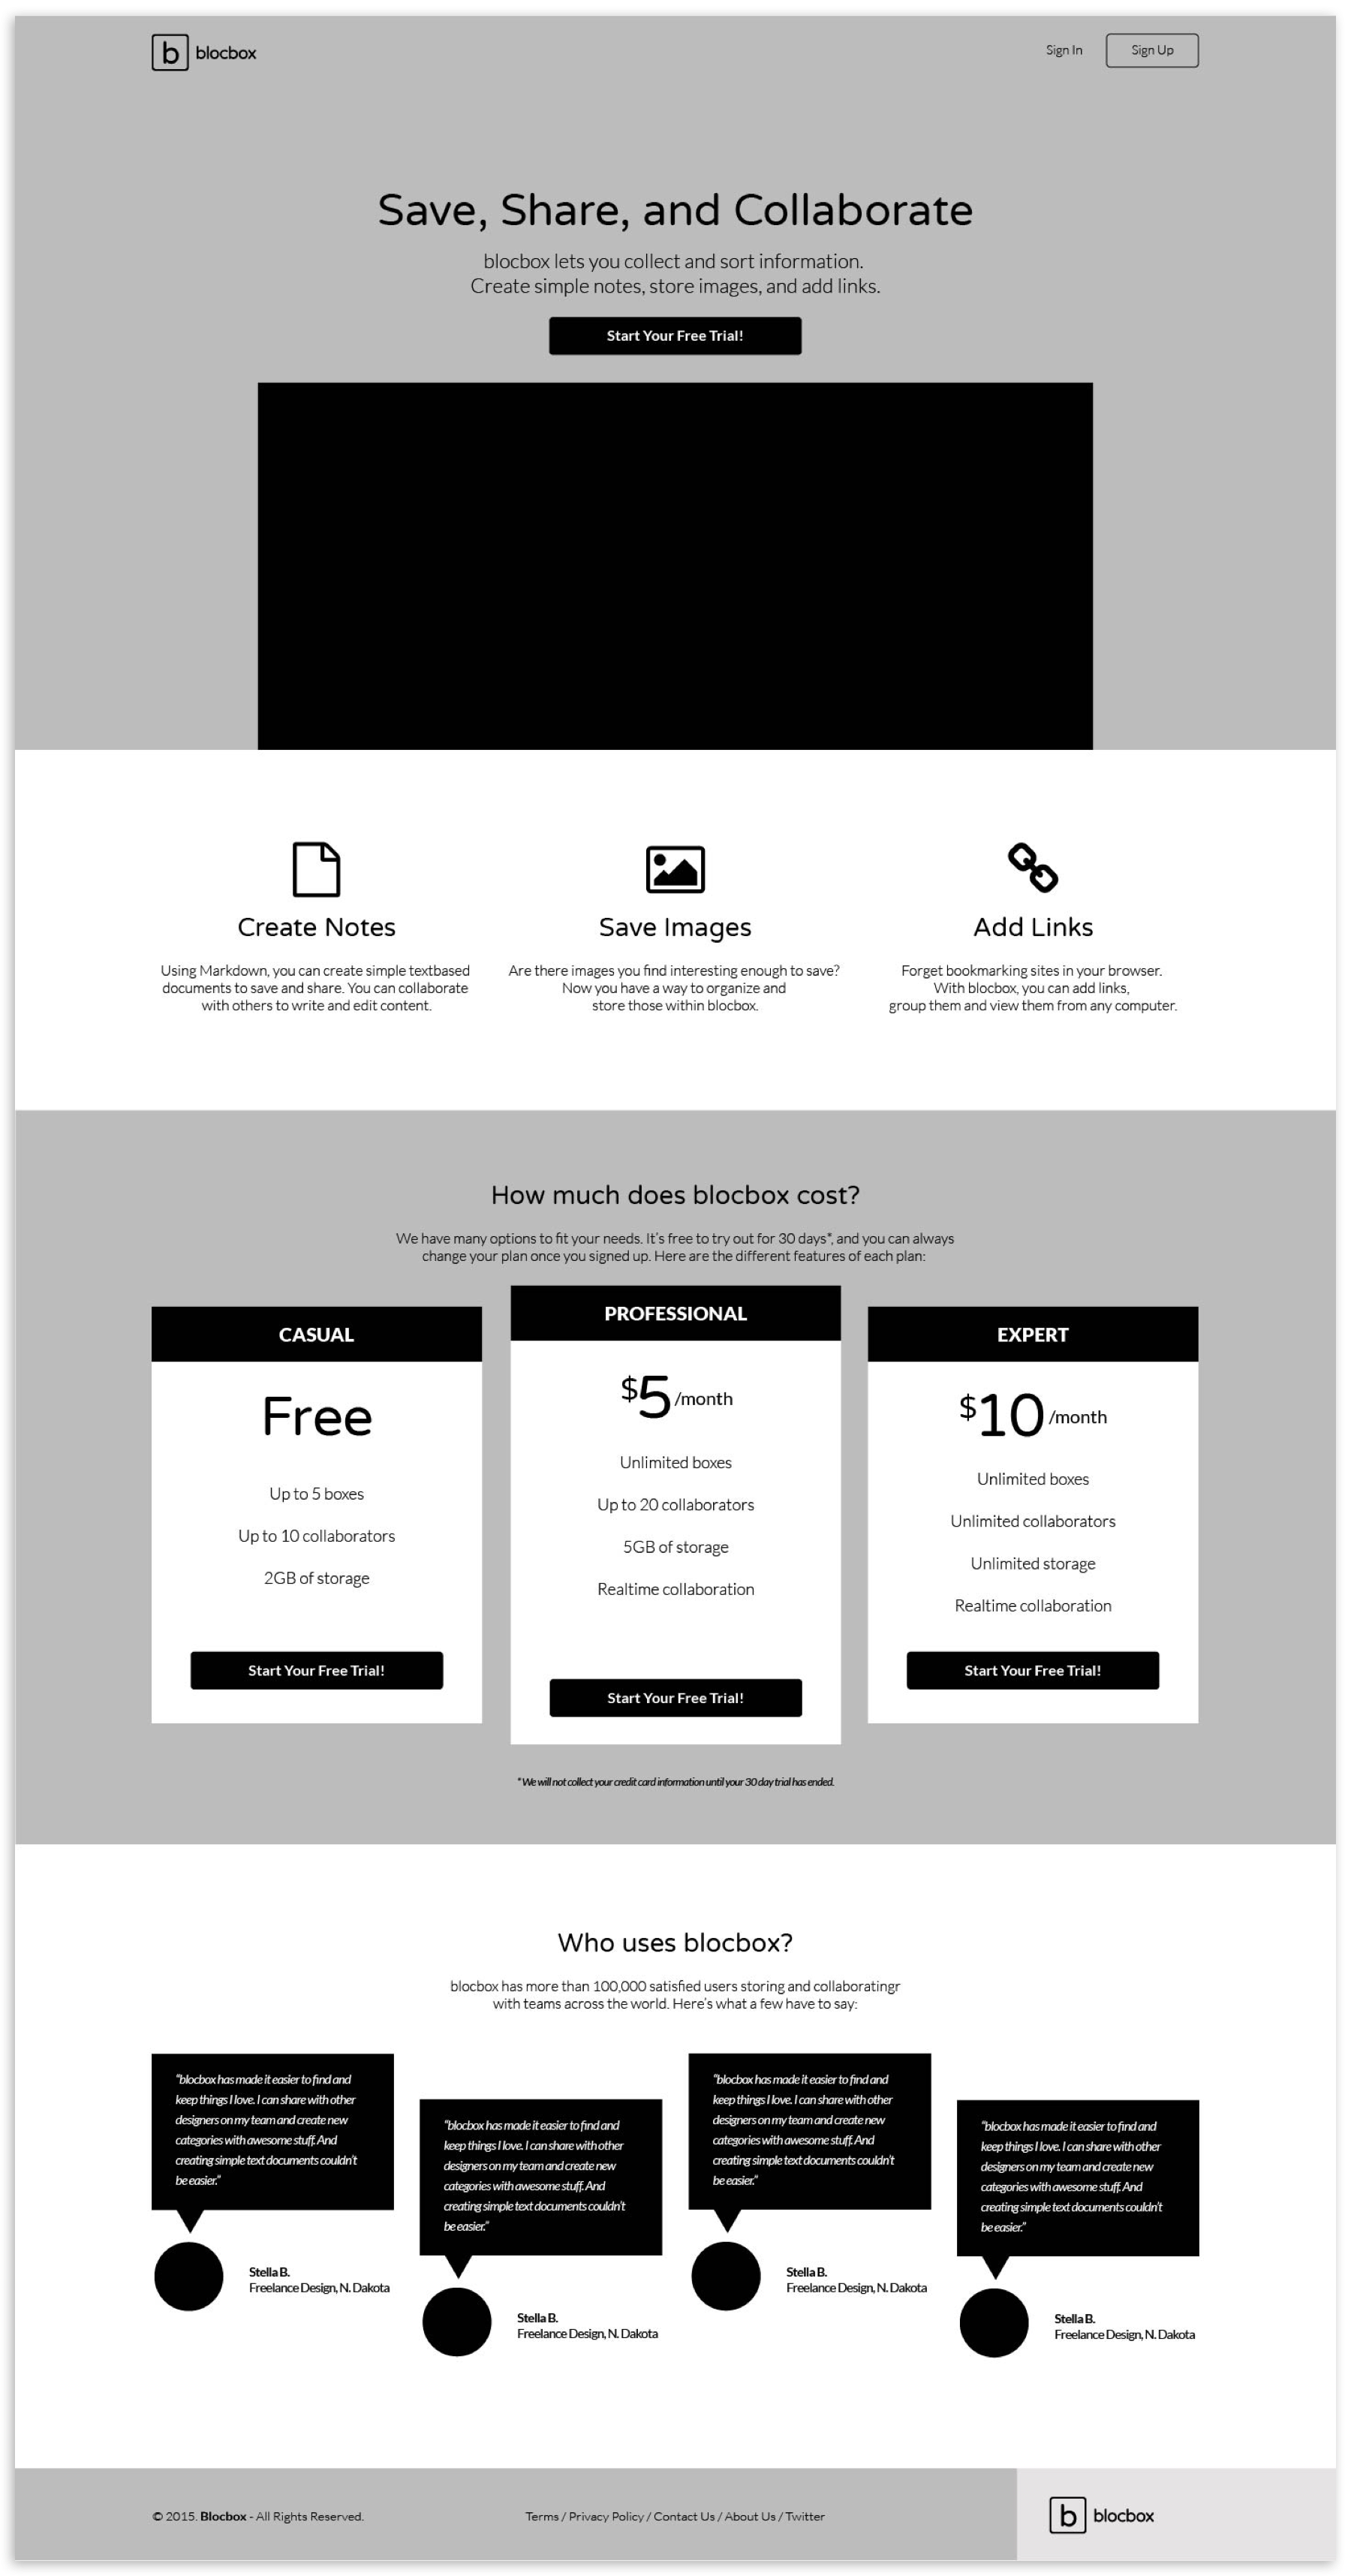 b blocbox
Sign In
Sign Up
Save, Share, and Collaborate
blocbox lets you collect and sort information.
Create simple notes, store images, and add links.
Start Your Free Trial!
Create Notes
Using Markdown, you can create simple textbased
documents to save and share. You can collaborate
with others to write and edit content.
Save Images
Are there images you find interesting enough to save?
Now you have a way to organize and
store those within blocbox.
Add Links
Forget bookmarking sites in your browser.
With blocbox, you can add links,
group them and view them from any computer.
How much does blocbox cost?
We have many options to fit your needs. It's free to try out for 30 days*, and you can always
change your plan once you signed up. Here are the different features of each plan:
CASUAL
Free
Up to 5 boxes
Up to 10 collaborators
2GB of storage
Start Your Free Trial!
PROFESSIONAL
$5 /month
Unlimited boxes
Up to 20 collaborators
5GB of storage
Realtime collaboration
Start Your Free Trial!
EXPERT
$10 /month
Unlimited boxes
Unlimited collaborators
Unlimited storage
Realtime collaboration
Start Your Free Trial!
* We will not collect your credit card information until your 30 day trial has ended.
Who uses blocbox?
blocbox has more than 100,000 satisfied users storing and collaboratingr
with teams across the world. Here's what a few have to say:
"blocbox has made it easier to find and
keep things I love. I can share with other
designers on my team and create new
categories with awesome stuff. And
creating simple text documents couldn't
be easier."
Stella B.
Freelance Design, N. Dakota
"blocbox has made it easier to find and
keep things I love. I can share with other
designers on my team and create new
categories with awesome stuff. And
creating simple text documents couldn't
be easier."
Stella B.
Freelance Design, N. Dakota
"blocbox has made it easier to find and
keep things I love. I can share with other
designers on my team and create new
categories with awesome stuff. And
creating simple text documents couldn't
be easier."
Stella B.
Freelance Design, N. Dakota
"blocbox has made it easier to find and
keep things I love. I can share with other
designers on my team and create new
categories with awesome stuff. And
creating simple text documents couldn't
be easier."
Stella B.
Freelance Design, N. Dakota
© 2015. Blocbox - All Rights Reserved.
Terms / Privacy Policy / Contact Us / About Us / Twitter
b blocbox